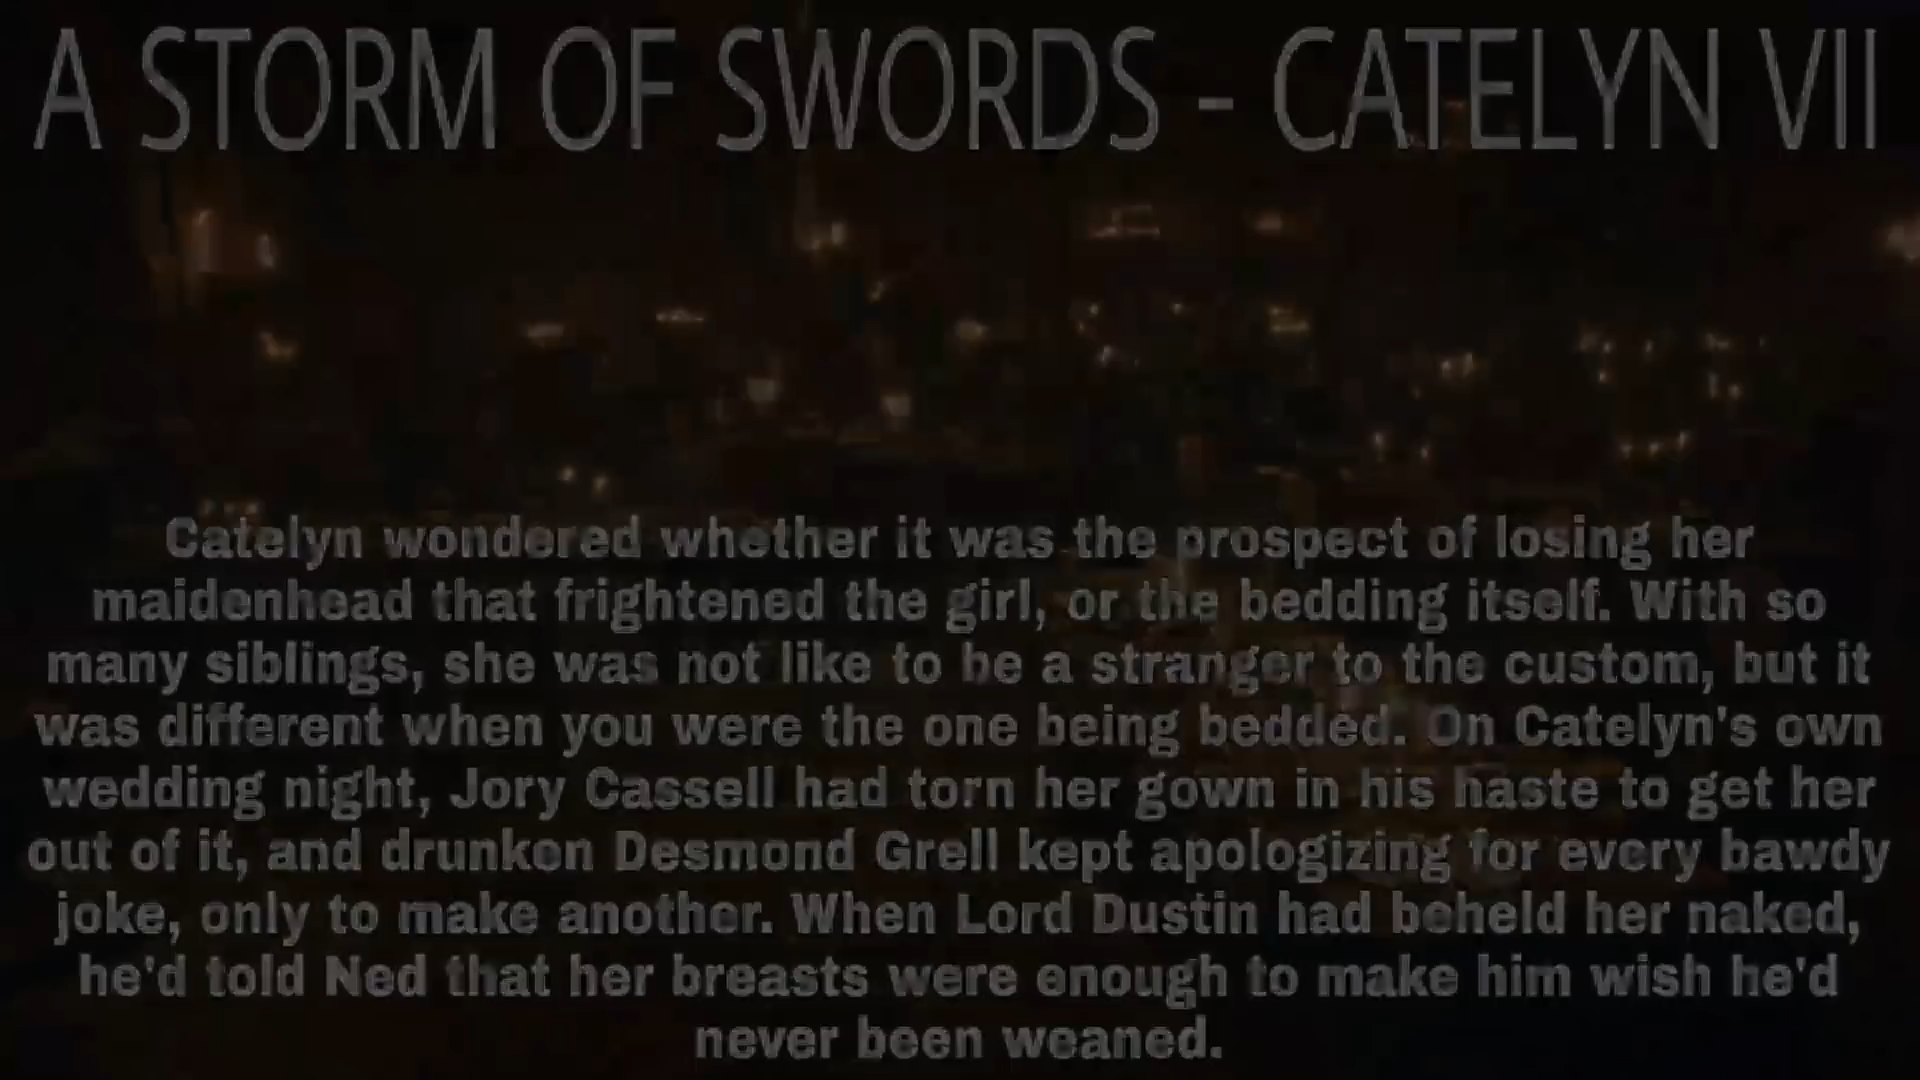 A STORM OF SWORDS - CATELYN VII
Catelyn wondered whether it was the prospect of losing her
maidenhead that frightened the girl, or the bedding itself. With so
many siblings, she was not like to be a stranger to the custom, but it
was different when you were the one being bedded. On Catelyn's own
wedding night, Jory Cassell had torn her gown in his haste to get her
out of it, and drunken Desmond Grell kept apologizing for every bawdy
joke, only to make another. When Lord Dustin had beheld her naked,
he'd told Ned that her breasts were enough to make him wish he'd
never been weaned.